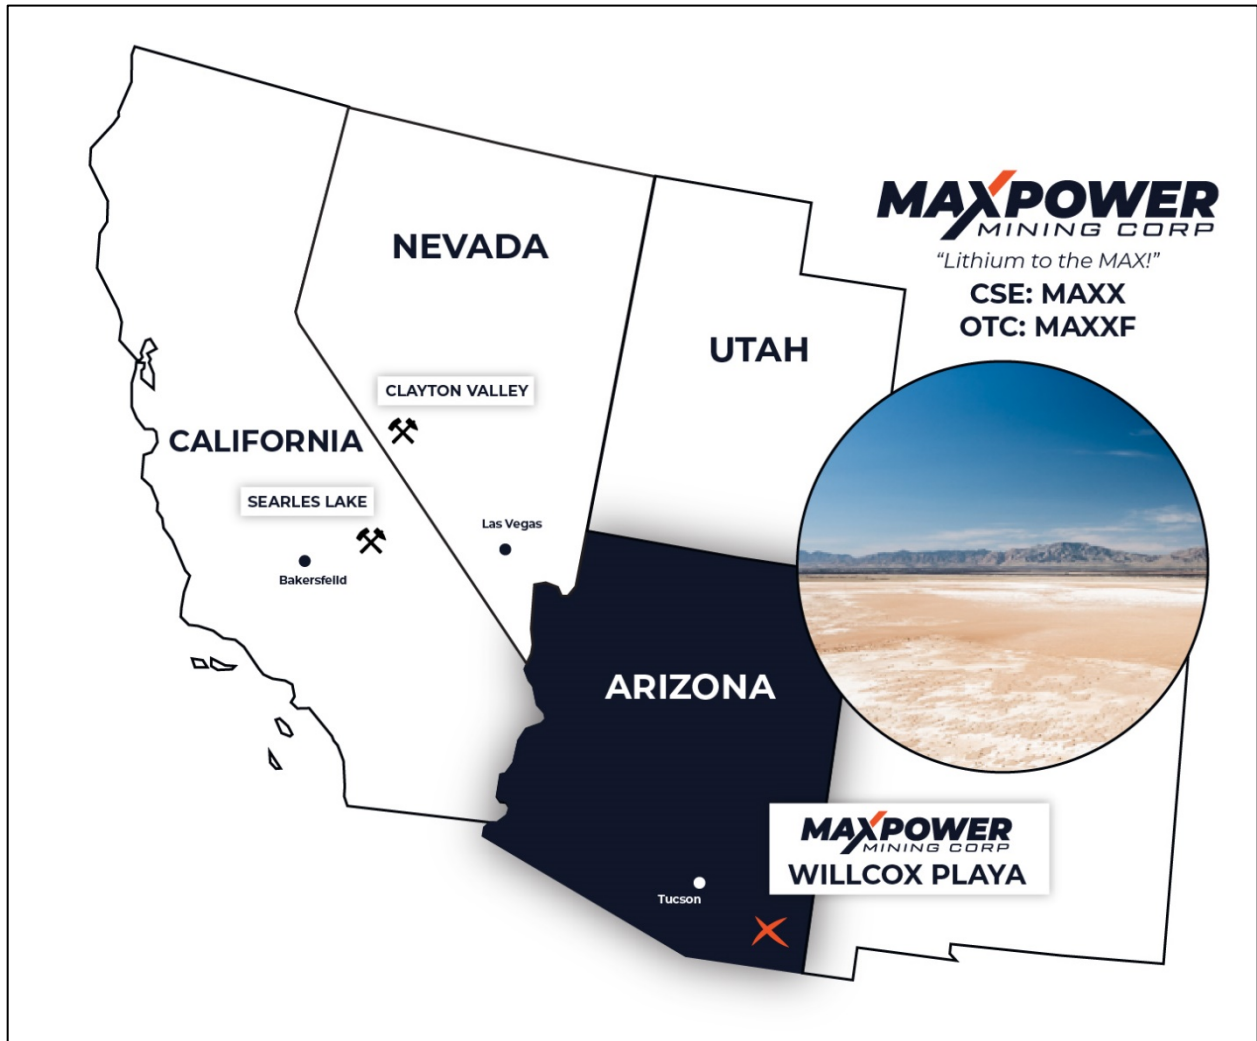 MAXPOWER
MINING CORP
“Lithium to the MAX!”
CSE: MAXX
OTC: MAXXF
NEVADA
UTAH
CLAYTON VALLEY
CALIFORNIA
SEARLES LAKE
Las Vegas
Bakersfeild
ARIZONA
MAXPOWER
MINING CORP
WILLCOX PLAYA
Tucson